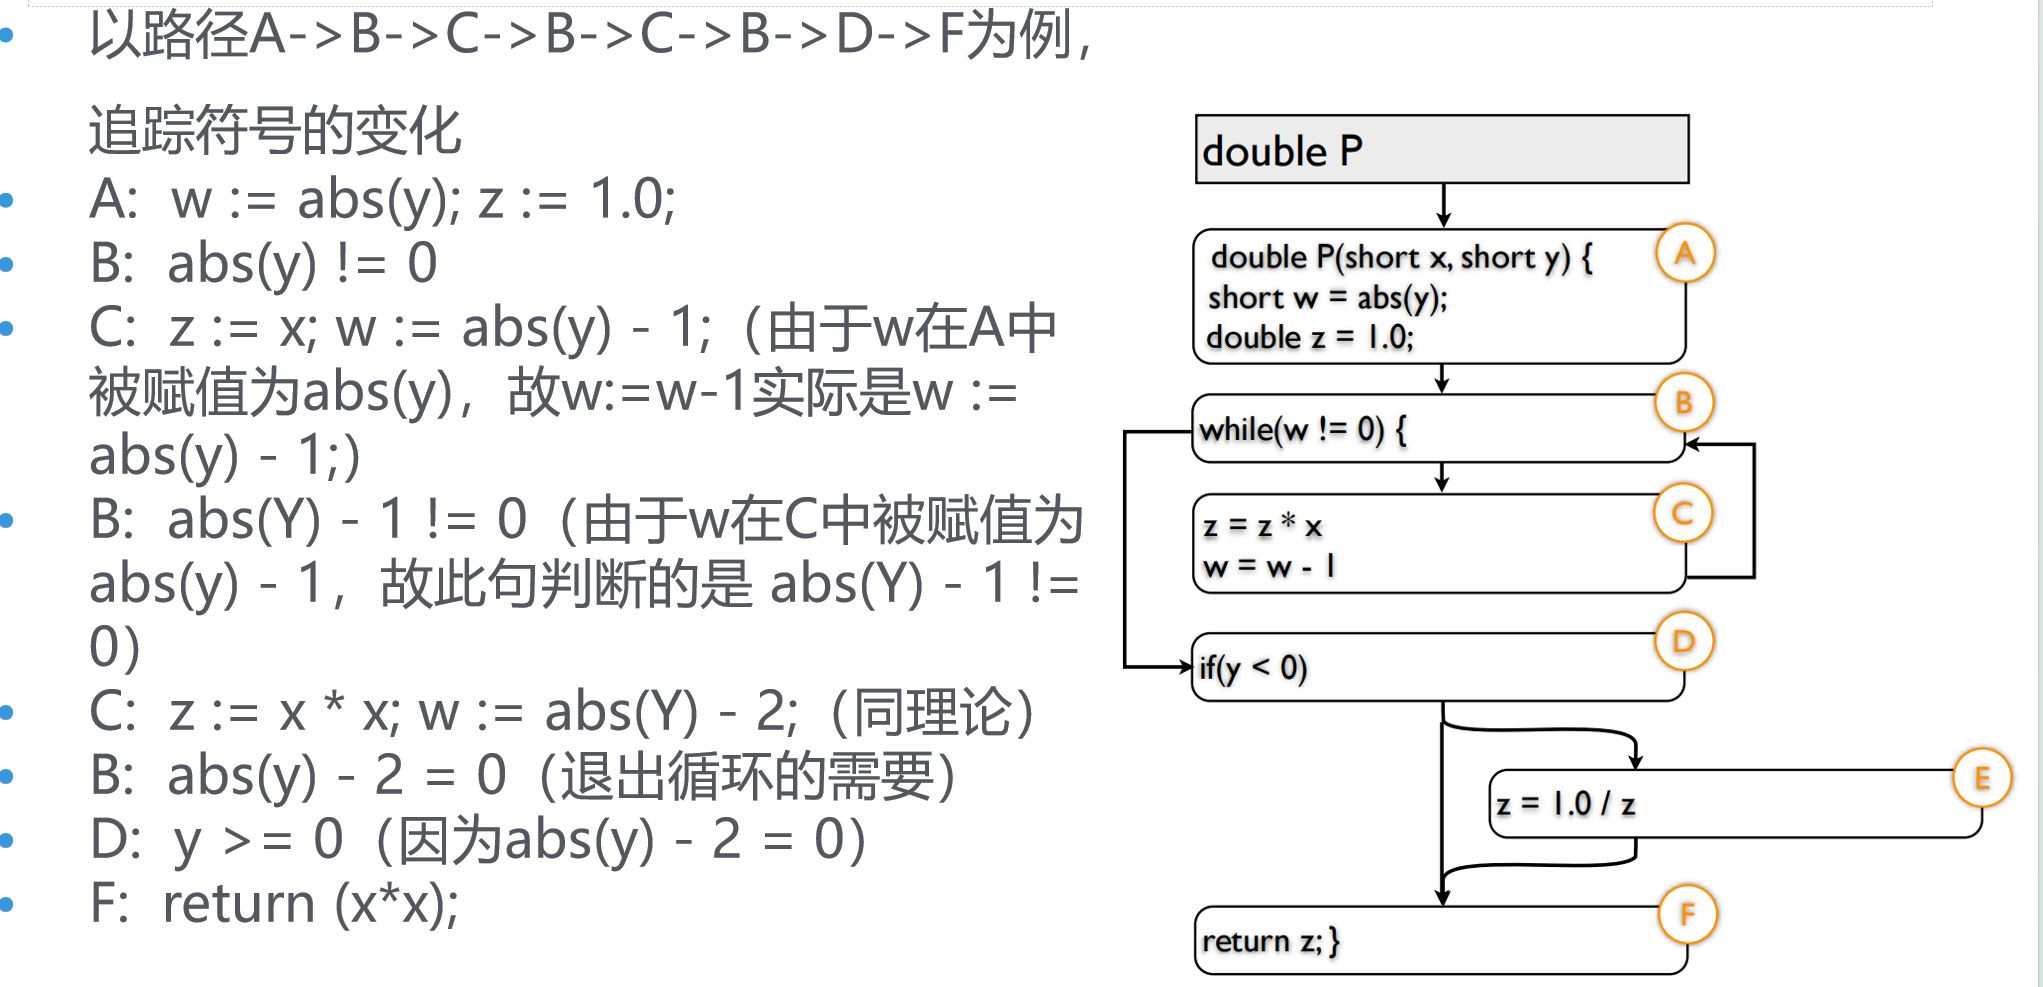 以路径A->B->C->B->C->B->D->F为例，
追踪符号的变化
A:  w := abs(y); z := 1.0;
B:  abs(y) != 0
C:  z := x; w := abs(y) - 1;（由于w在A中
被赋值为abs(y)，故w:=w-1实际是w :=
abs(y) - 1;)
B:  abs(Y) - 1 != 0（由于w在C中被赋值为
abs(y) - 1，故此句判断的是 abs(Y) - 1 !=
0）
C:  z := x * x; w := abs(Y) - 2;（同理论）
B:  abs(y) - 2 = 0（退出循环的需要）
D:  y >= 0（因为abs(y) - 2 = 0）
F:  return (x*x);
double P
A
double P(short x, short y) {
short w = abs(y);
double z = 1.0;
B
while(w != 0) {
C
z = z * x
w = w - 1
D
if(y < 0)
E
z = 1.0 / z
F
return z; }